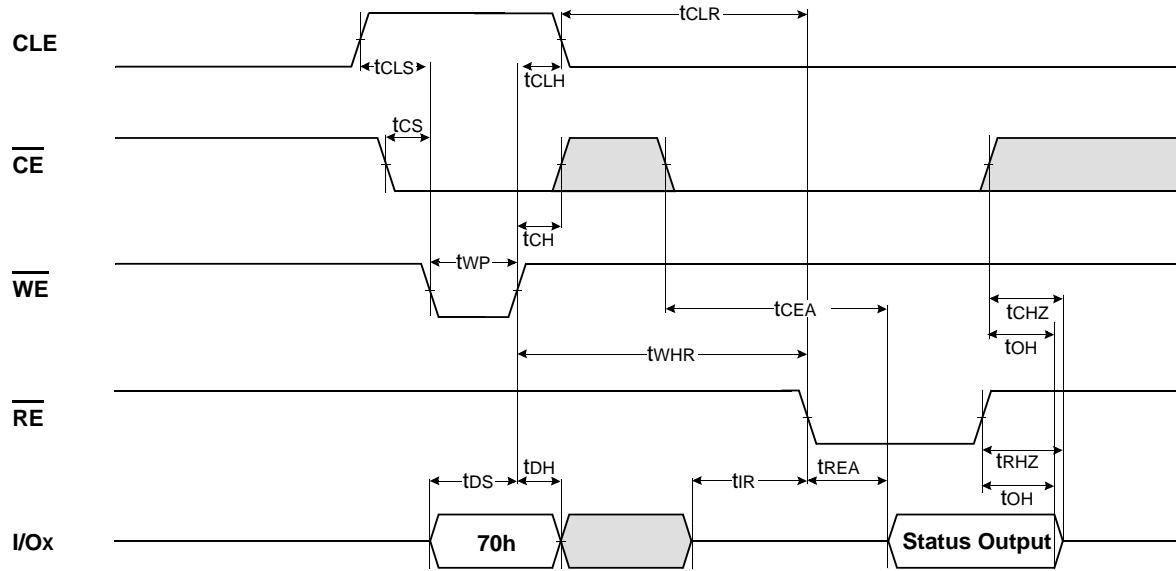 tCLR
CLE
tCLS
tCLH
tCS
CE
tCH
tWP
WE
tCEA
tCHZ
tOH
tWHR
RE
tREA
tRHZ
tDH
tDS
tIR
tOH
I/Ox
70h
Status Output